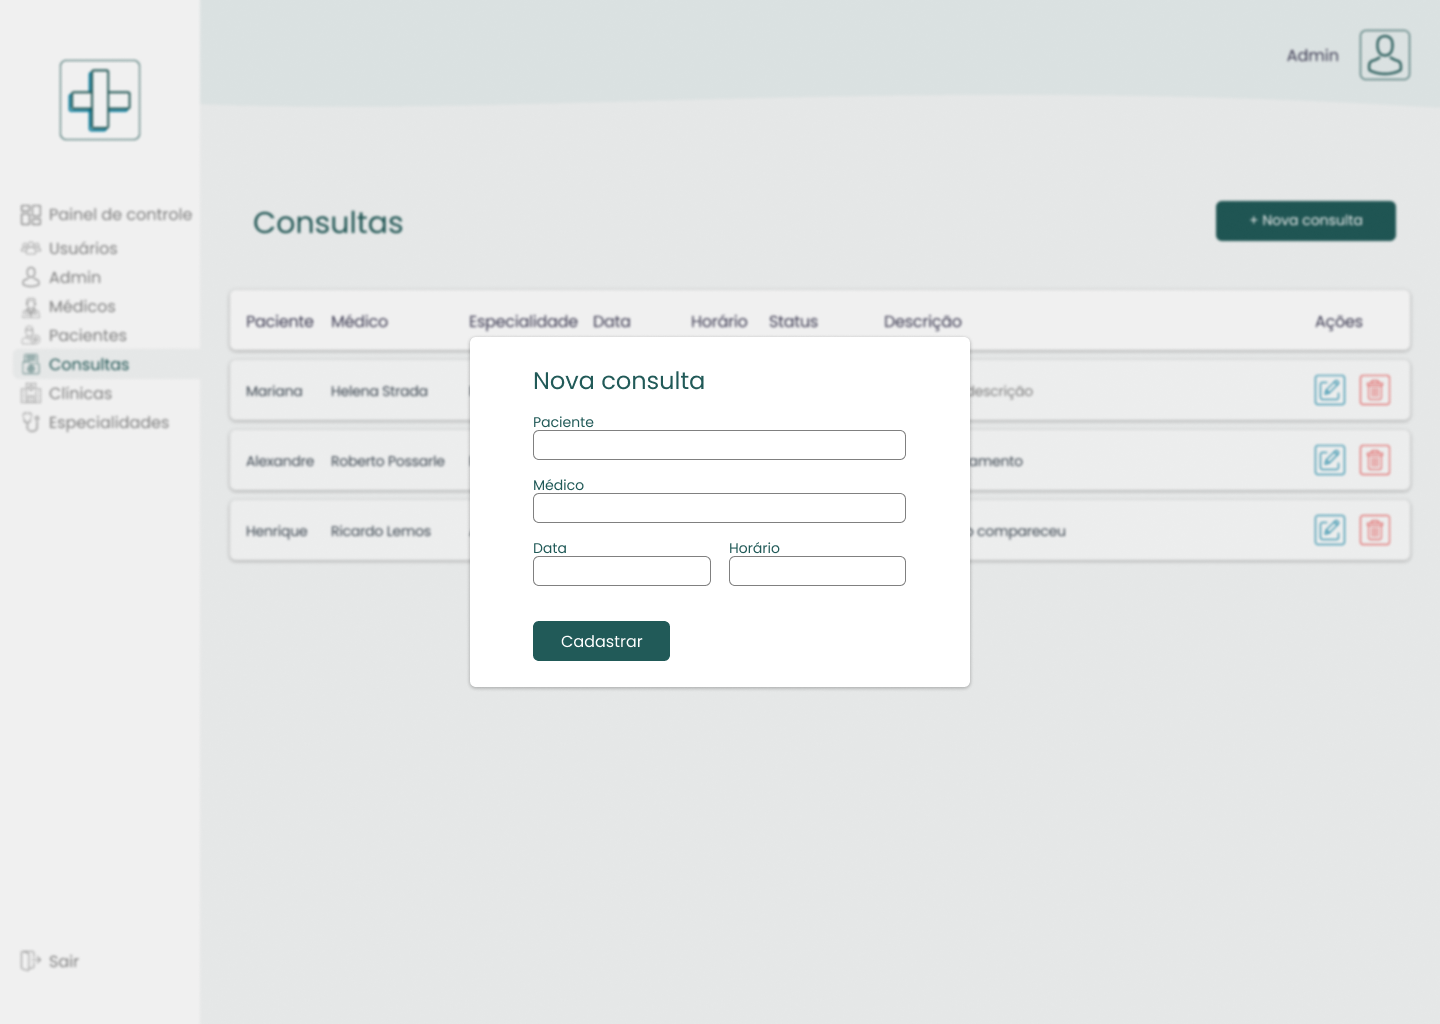 Admin
Painel de controle
Usuários
Admin
Médicos
Pacientes
Consultas
Clínicas
Especialidades
Sair
Consultas
+ Nova consulta
Paciente Médico Especialidade Data Horário Status Descrição Ações
Mariana Helena Strada descrição
Alexandre Roberto Possarle
Henrique Ricardo Lemos compareceu
Nova consulta
Paciente
Médico
Data Horário
Cadastrar